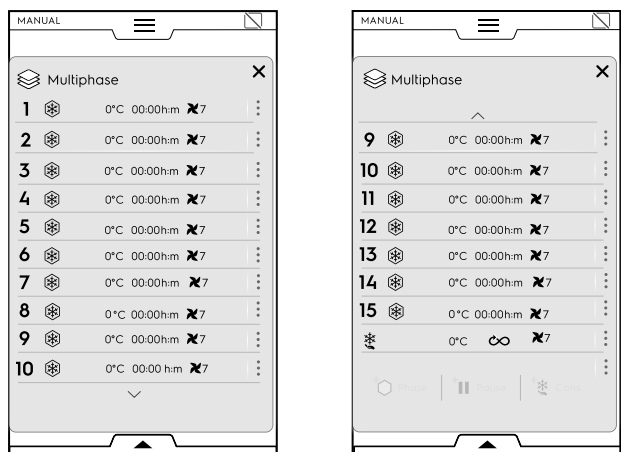 MANUAL
Multiphase
1 0°C 00:00h:m 7
2 0°C 00:00h:m 7
3 0°C 00:00h:m 7
4 0°C 00:00h:m 7
5 0°C 00:00h:m 7
6 0°C 00:00h:m 7
7 0°C 00:00h:m 7
8 0°C 00:00h:m 7
9 0°C 00:00h:m 7
10 0°C 00:00 h:m 7
MANUAL
Multiphase
9 0°C 00:00h:m 7
10 0°C 00:00h:m 7
11 0°C 00:00h:m 7
12 0°C 00:00h:m 7
13 0°C 00:00h:m 7
14 0°C 00:00h:m 7
15 0°C 00:00h:m 7
0°C ∞ 7
Phase Pause